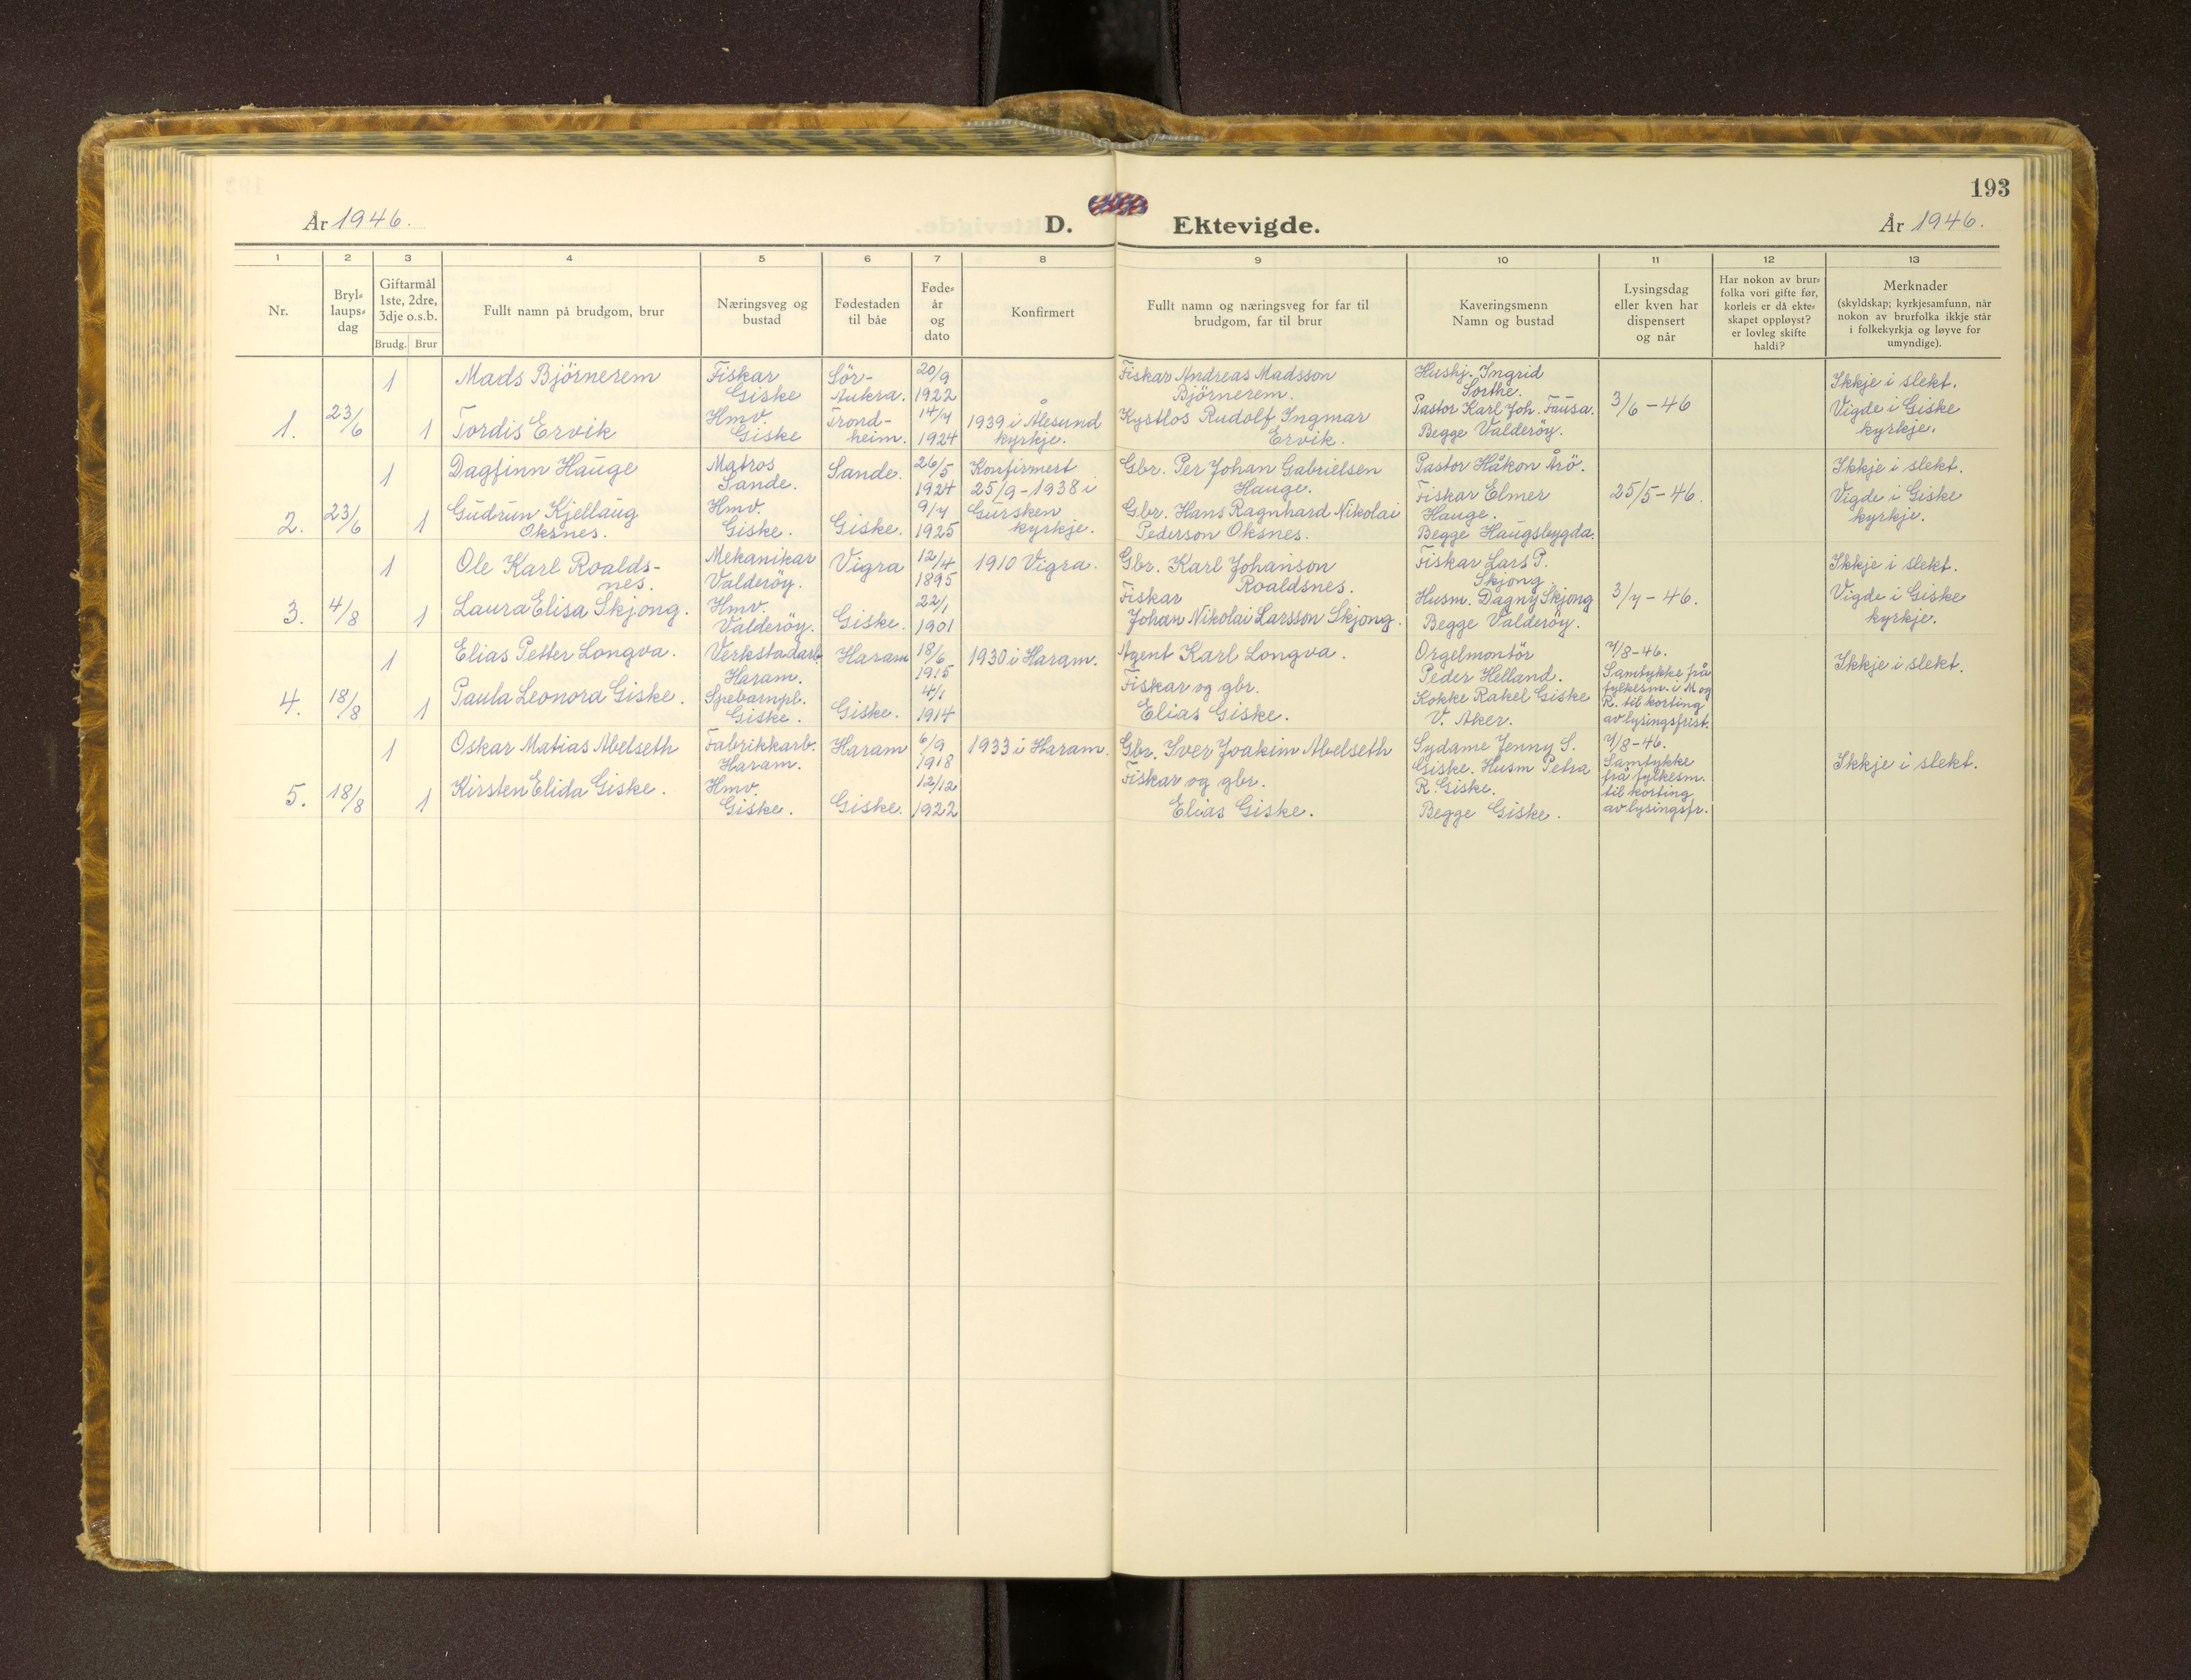 193
År 1946.
D. Ektevigde.
År 1946.
1 2 3 4 5 6 7 8 9 10 11 12 13
Nr.
Bryl-
laups-
dag
Giftarmål
1ste, 2dre,
3dje o.s.b.
Brudg. Brur
Fullt namn på brudgom, brur
Næringsveg og
bustad
Fødestaden
til båe
Føde-
år
og
dato
Konfirmert
Fullt namn og næringsveg for far til
brudgom, far til brur
Kaveringsmenn
Namn og bustad
Lysingsdag
eller kven har
dispensert
og når
Har nokon av brur-
folka vori gifte før,
korleis er då ekte-
skapet oppløyst?
er lovleg skifte
haldi?
Merknader
(skyldskap; kyrkjesamfunn, når
nokon av brurfolka ikkje står
i folkekyrkja og løyve for
umyndige).
1.
23/6
1
Mads Björnerem
Fiskar
Giske
Sör-
Aukra.
20/9
1922
1
Tordis Ervik
Hmv.
Giske
Trond-
heim.
14/4
1924
1939 i Ålesund
kyrkje.
Fiskar Andreas Madsson
Björnerem.
Kystlos Rudolf Ingmar
Ervik.
Hushj. Ingrid
Sorthe.
Pastor Karl Joh. Fausa.
Begge Valderöy.
3/6-46
Ikkje i slekt.
Vigde i Giske
kyrkje.
2.
23/6
1
Dagfinn Hauge
Matros
Sande.
Sande.
26/5
1924
Konfirmert
25/9-1938 i
Gursken
kyrkje.
1
Gudrun Kjellaug
Oksnes.
Hmv.
Giske.
Giske.
9/4
1925
Gbr. Per Johan Gabrielsen
Hauge.
Gbr. Hans Ragnhard Nikolai
Pederson Oksnes.
Pastor Håkon Årö.
Fiskar Elmer
Hauge.
Begge Haugsbygda.
25/5-46.
Ikkje i slekt.
Vigde i Giske
kyrkje.
3.
4/8
1
Ole Karl Roalds-
nes.
Mekanikar
Valderöy.
Vigra
12/4
1895
1910 Vigra.
1
Laura Elisa Skjong.
Hmv.
Valderöy.
Giske.
22/1
1901
Gbr. Karl Johanson
Roaldsnes.
Fiskar
Johan Nikolai Larsson Skjong.
Fiskar Lars P.
Skjong.
Husm. Dagny Skjong
Begge Valderöy.
3/7-46.
Ikkje i slekt.
Vigde i Giske
kyrkje.
4.
18/8
1
Elias Petter Longva.
Verkstadarb.
Haram.
Haram
18/6
1915
1930 i Haram.
1
Paula Leonora Giske.
Spebarnpl.
Giske.
Giske.
4/1
1914
Agent Karl Longva.
Fiskar og gbr.
Elias Giske.
Orgelmontör
Peder Helland.
Kokke Rakel Giske
V. Aker.
7/8-46.
Samtykke frå
fylkesm. i M og
R. til korting
av lysingsfrist.
Ikkje i slekt.
5.
18/8
1
Oskar Matias Abelseth
Fabrikkarb.
Haram.
Haram
6/9
1918
1933 i Haram.
1
Kirsten Elida Giske.
Hmv.
Giske.
Giske.
12/12
1922
Gbr. Iver Joakim Abelseth
Fiskar og gbr.
Elias Giske.
Sydame Jenny S.
Giske. Husm Petra
R. Giske.
Begge Giske.
7/8-46.
Samtykke
frå fylkesm.
til korting
av lysingsfr.
Ikkje i slekt.